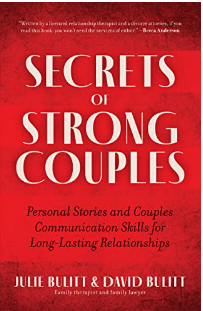 "Written by a licensed relationship therapist and a divorce attorney, if you
read this book, you won't need the services of either." —Becca Anderson
SECRETS
OF
STRONG
COUPLES
Personal Stories and Couples
Communication Skills for
Long-Lasting Relationships
JULIE BULITT & DAVID BULITT
Family therapist and family lawyer